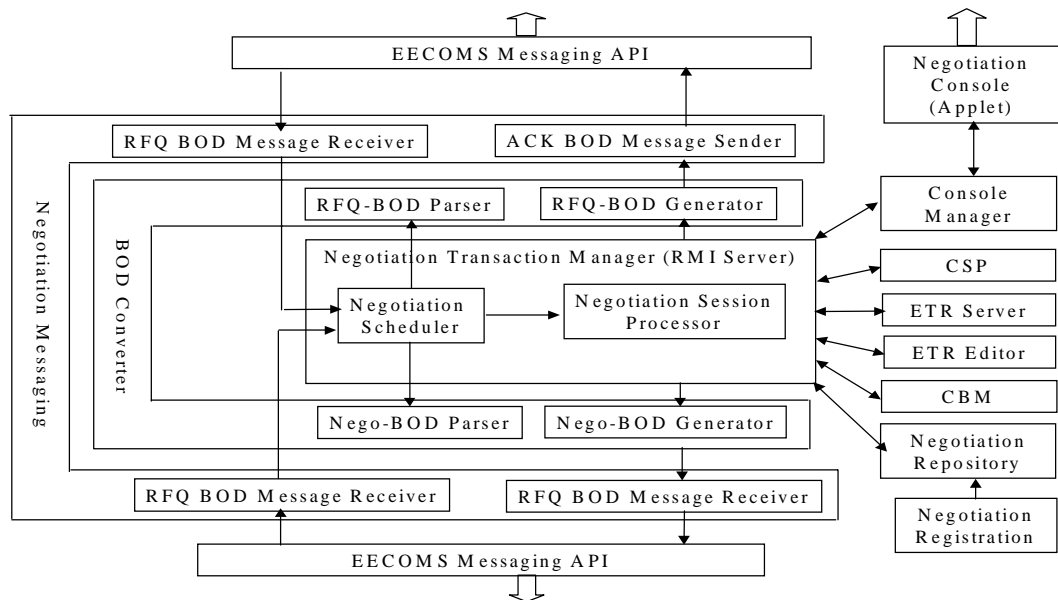 EECOMS Messaging API
Negotiation
Console
(Applet)
RFQ BOD Message Receiver
ACK BOD Message Sender
RFQ-BOD Parser
RFQ-BOD Generator
Console
Manager
Negotiation Messaging
BOD Converter
Negotiation Transaction Manager (RMI Server)
Negotiation
Scheduler
Negotiation Session
Processor
CSP
ETR Server
ETR Editor
CBM
Nego-BOD Parser
Nego-BOD Generator
Negotiation
Repository
RFQ BOD Message Receiver
RFQ BOD Message Receiver
Negotiation
Registration
EECOMS Messaging API